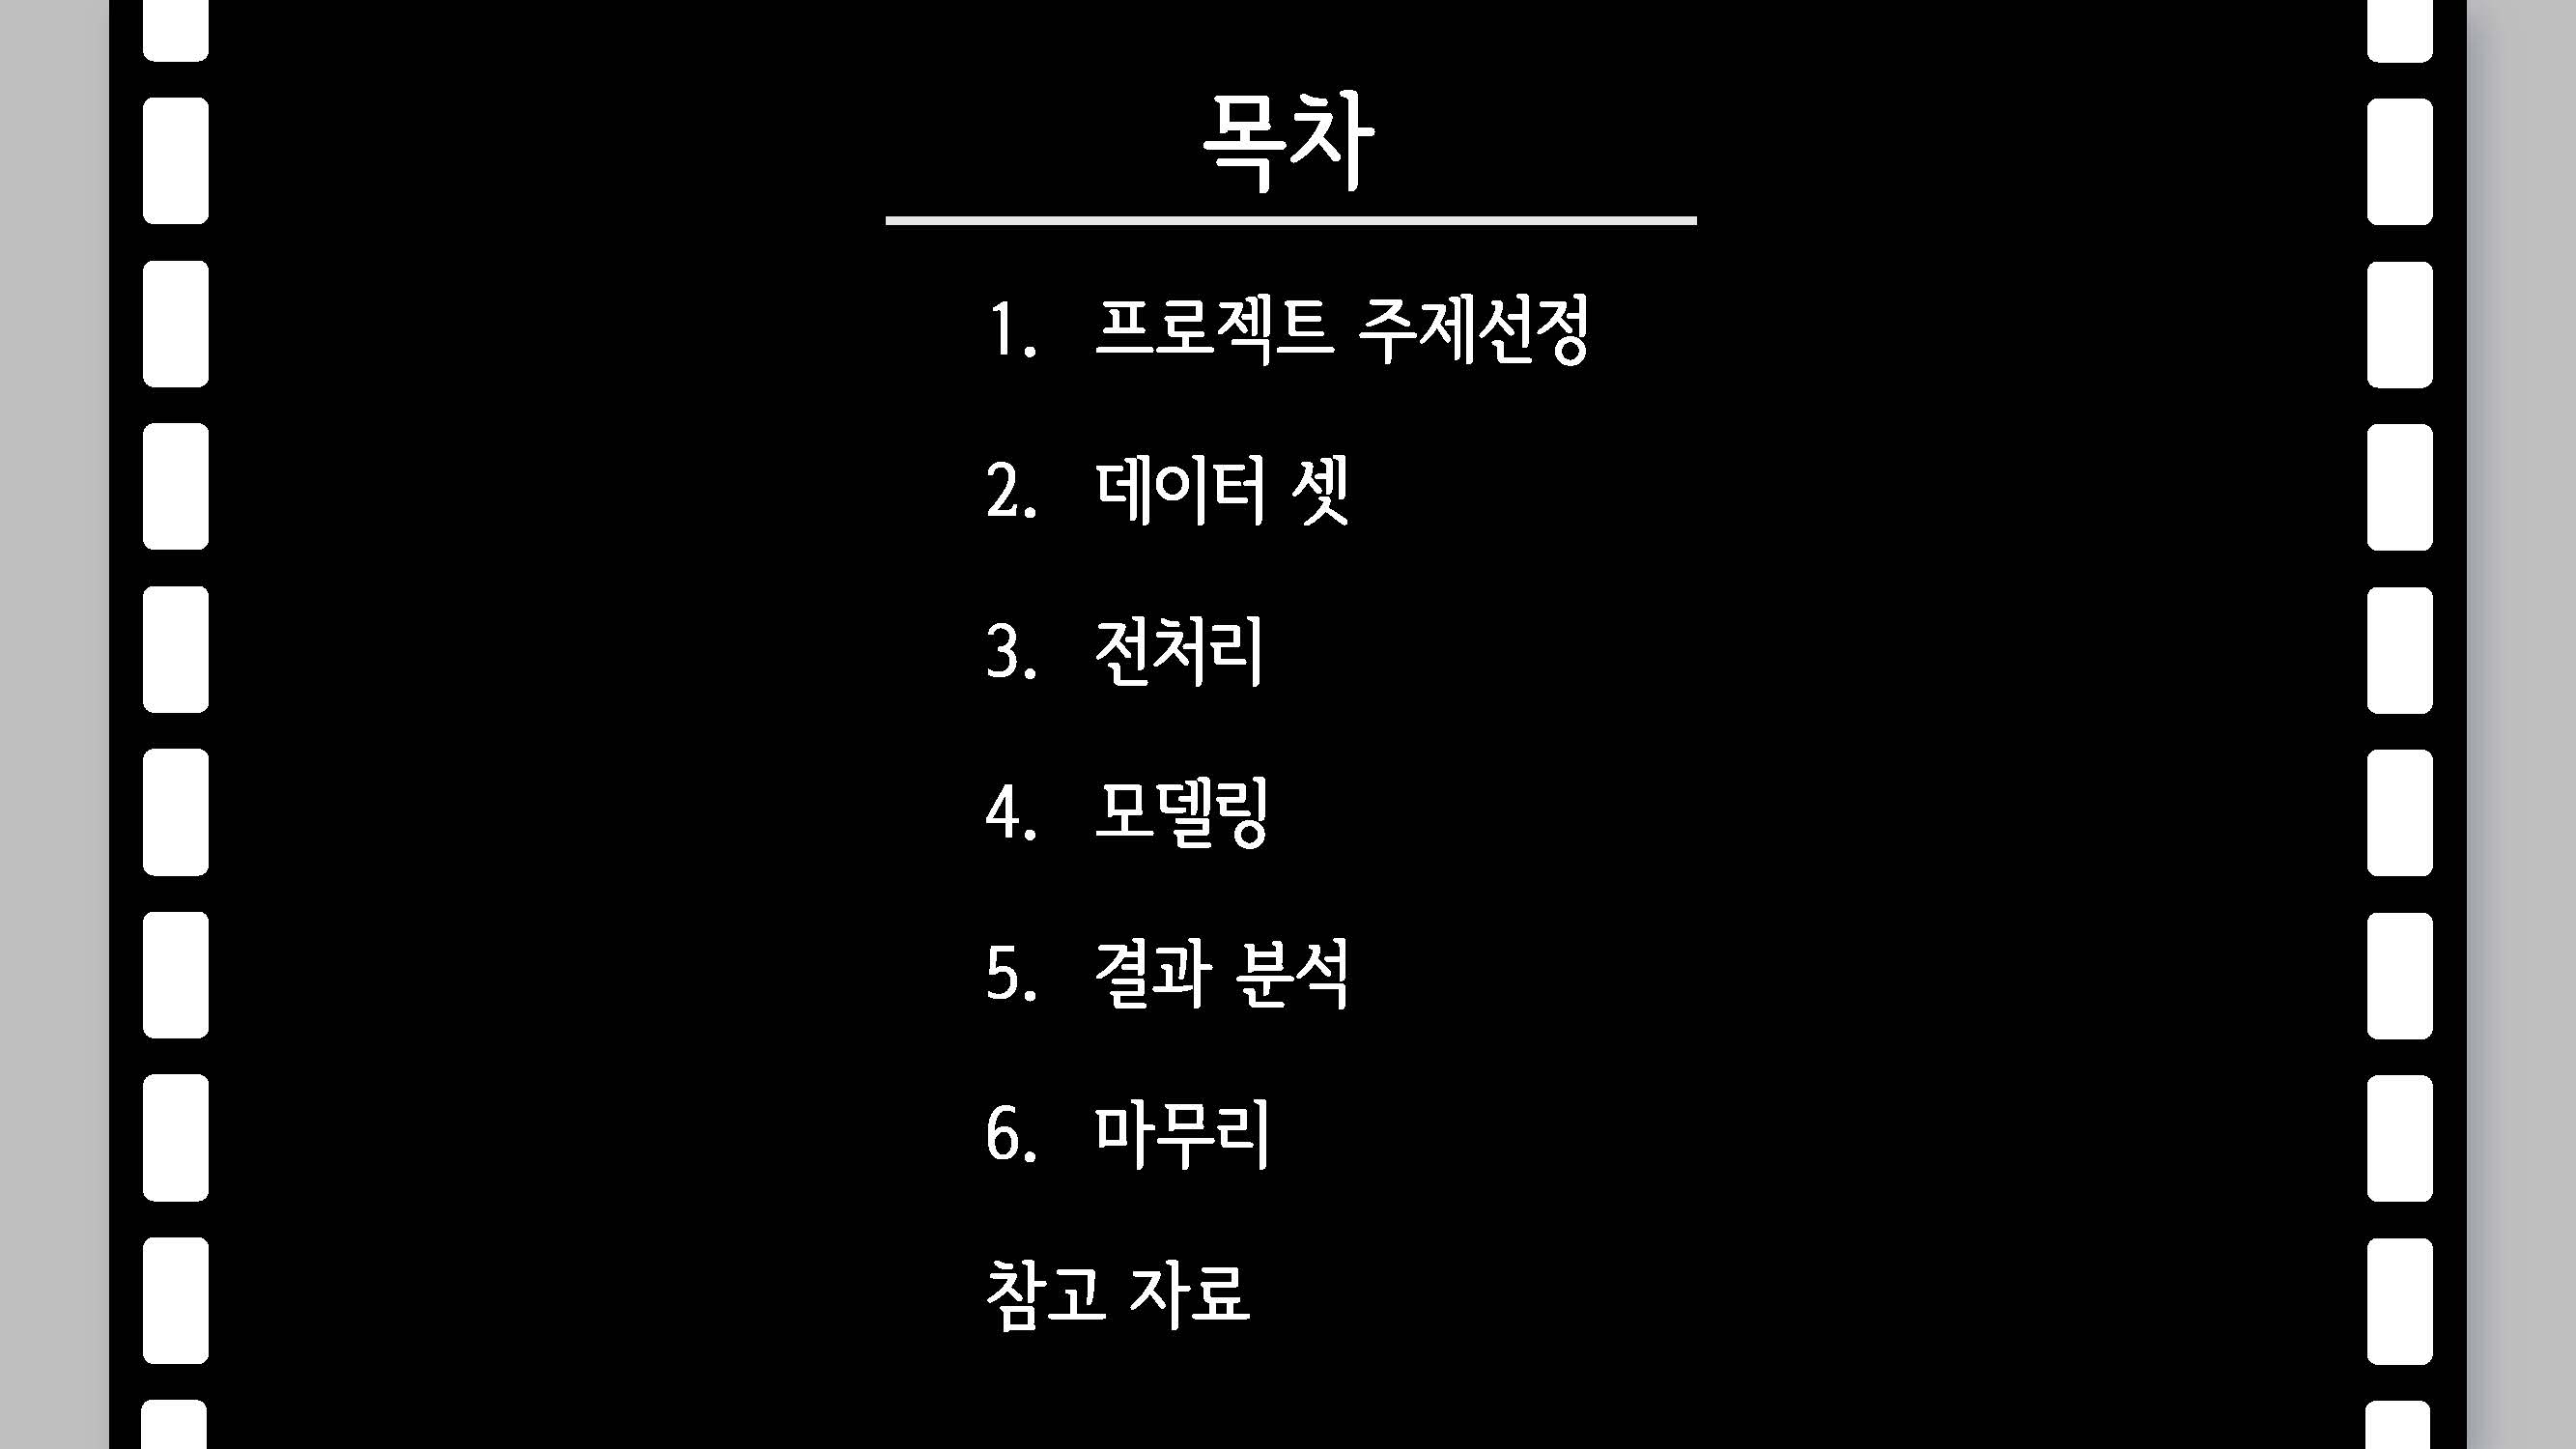 목차
1. 프로젝트 주제선정
2. 데이터 셋
3. 전처리
4. 모델링
5. 결과 분석
6. 마무리
참고 자료